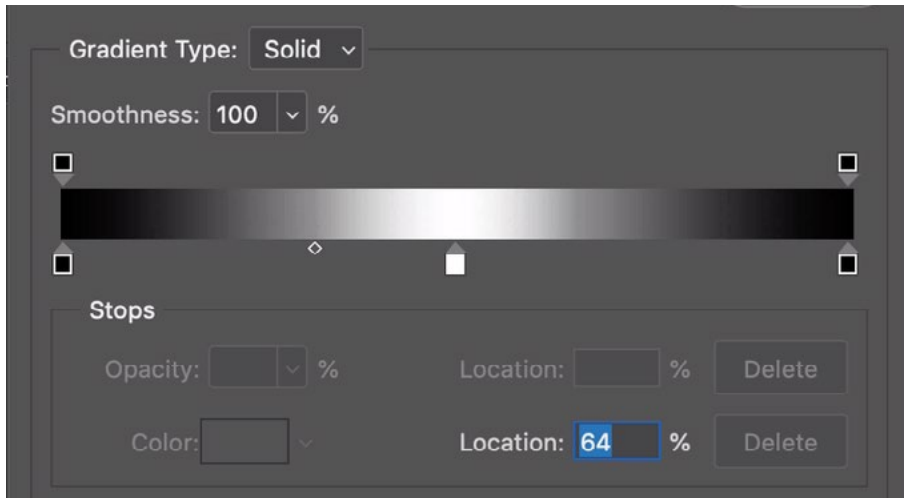 Gradient Type: Solid
Smoothness: 100 %
Stops
Opacity: % Location: % Delete
Color: Location: 64 % Delete